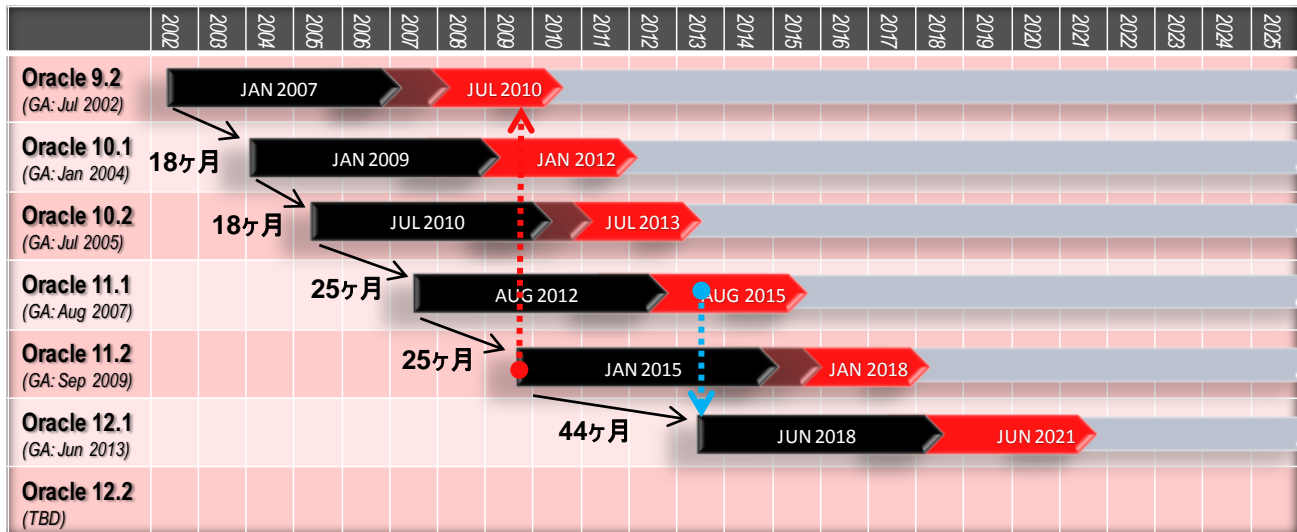 2002 2003 2004 2005 2006 2007 2008 2009 2010 2011 2012 2013 2014 2015 2016 2017 2018 2019 2020 2021 2022 2023 2024 2025
Oracle 9.2
(GA: Jul 2002)
JAN 2007 JUL 2010
18ヶ月
Oracle 10.1
(GA: Jan 2004)
JAN 2009 JAN 2012
18ヶ月
Oracle 10.2
(GA: Jul 2005)
JUL 2010 JUL 2013
25ヶ月
Oracle 11.1
(GA: Aug 2007)
AUG 2012 AUG 2015
25ヶ月
Oracle 11.2
(GA: Sep 2009)
JAN 2015 JAN 2018
44ヶ月
Oracle 12.1
(GA: Jun 2013)
JUN 2018 JUN 2021
Oracle 12.2
(TBD)